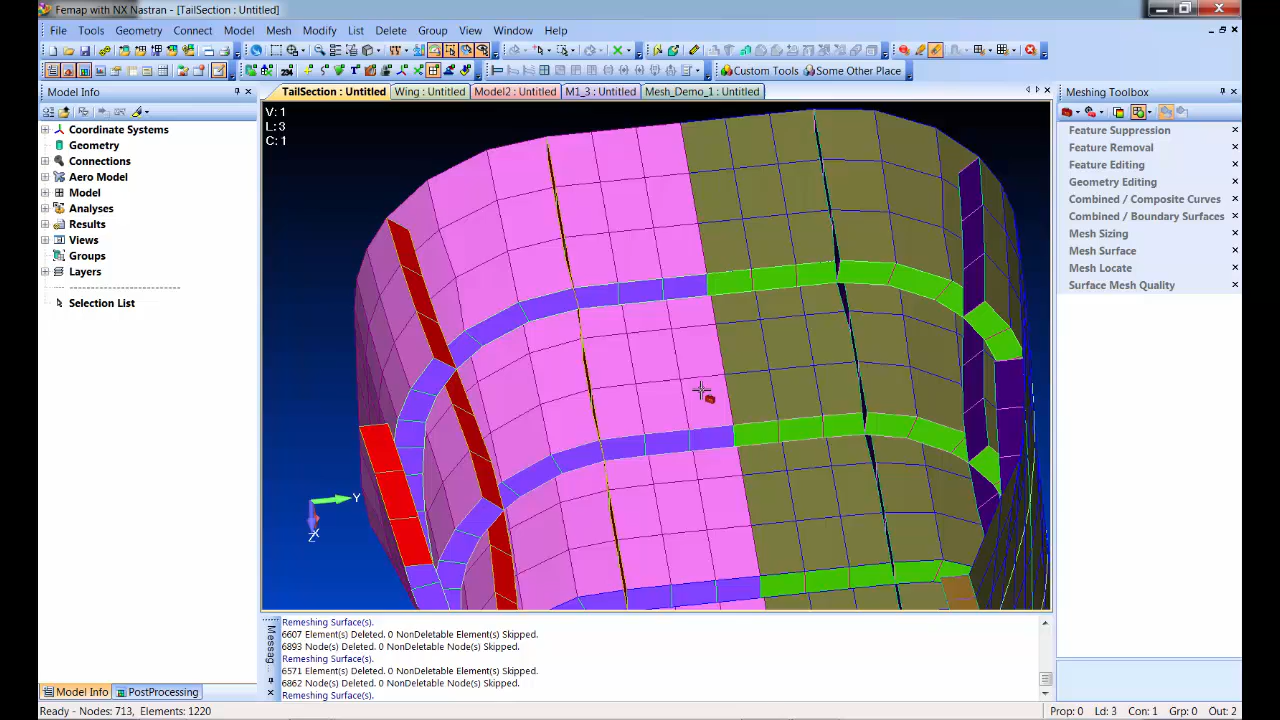 Femap with NX Nastran - [TailSection : Untitled]
File Tools Geometry Connect Model Mesh Modify List Delete Group View Window Help
Custom Tools Some Other Place
Model Info
TailSection : Untitled Wing : Untitled Model2 : Untitled M1_3 : Untitled Mesh_Demo_1 : Untitled
Meshing Toolbox
Coordinate Systems
Geometry
Connections
Aero Model
Model
Analyses
Results
Views
Groups
Layers
Selection List
V: 1
L: 3
C: 1
Y
X
Z
Feature Suppression
Feature Removal
Feature Editing
Geometry Editing
Combined / Composite Curves
Combined / Boundary Surfaces
Mesh Sizing
Mesh Surface
Mesh Locate
Surface Mesh Quality
Messag
Remeshing Surface(s).
6607 Element(s) Deleted. 0 NonDeletable Element(s) Skipped.
6893 Node(s) Deleted. 0 NonDeletable Node(s) Skipped.
Remeshing Surface(s).
6571 Element(s) Deleted. 0 NonDeletable Element(s) Skipped.
6862 Node(s) Deleted. 0 NonDeletable Node(s) Skipped.
Remeshing Surface(s).
Model Info PostProcessing
Ready - Nodes: 713, Elements: 1220
Prop: 0 Ld: 3 Con: 1 Grp: 0 Out: 2